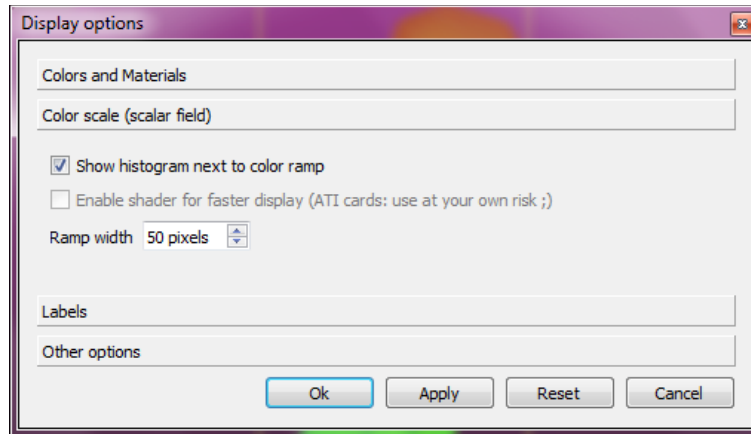 Display options
Colors and Materials
Color scale (scalar field)
Show histogram next to color ramp
Enable shader for faster display (ATI cards: use at your own risk ;)
Ramp width 50 pixels
Labels
Other options
Ok Apply Reset Cancel